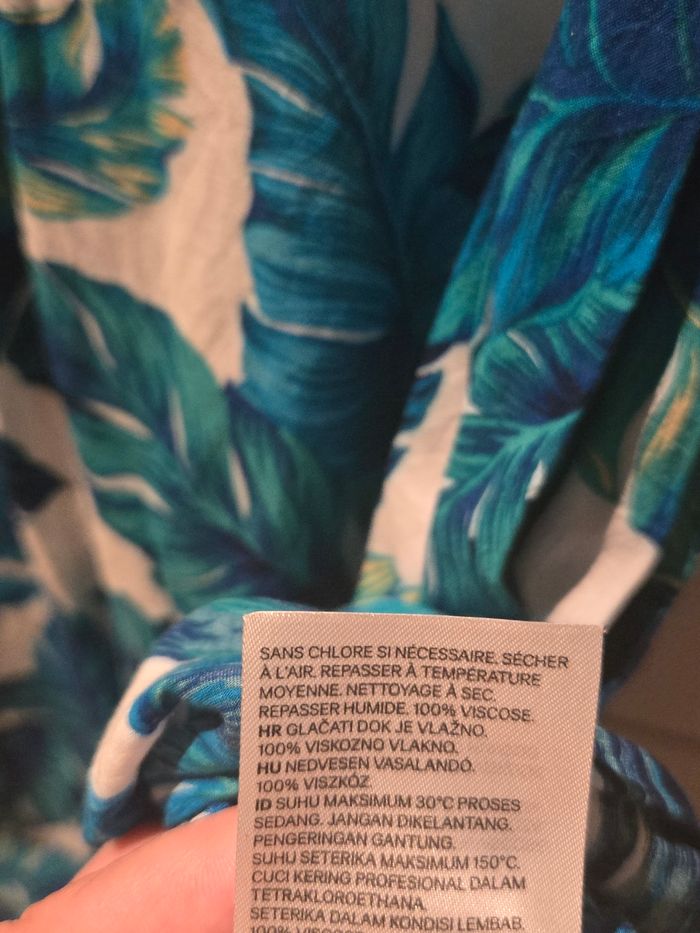 SANS CHLORE SI NÉCESSAIRE. SÉCHER
À L'AIR. REPASSER À TEMPÉRATURE
MOYENNE. NETTOYAGE À SEC.
REPASSER HUMIDE. 100% VISCOSE.
HR GLAČATI DOK JE VLAŽNO.
100% VISKOZNO VLAKNO.
HU NEDVESEN VASALANDÓ.
100% VISZKÓZ
ID SUHU MAKSIMUM 30°C PROSES
SEDANG. JANGAN DIKELANTANG.
PENGERINGAN GANTUNG.
SUHU SETERIKA MAKSIMUM 150°C.
CUCI KERING PROFESIONAL DALAM
TETRAKLOROETHANA.
SETERIKA DALAM KONDISI LEMBAB.
100% VISCOSE